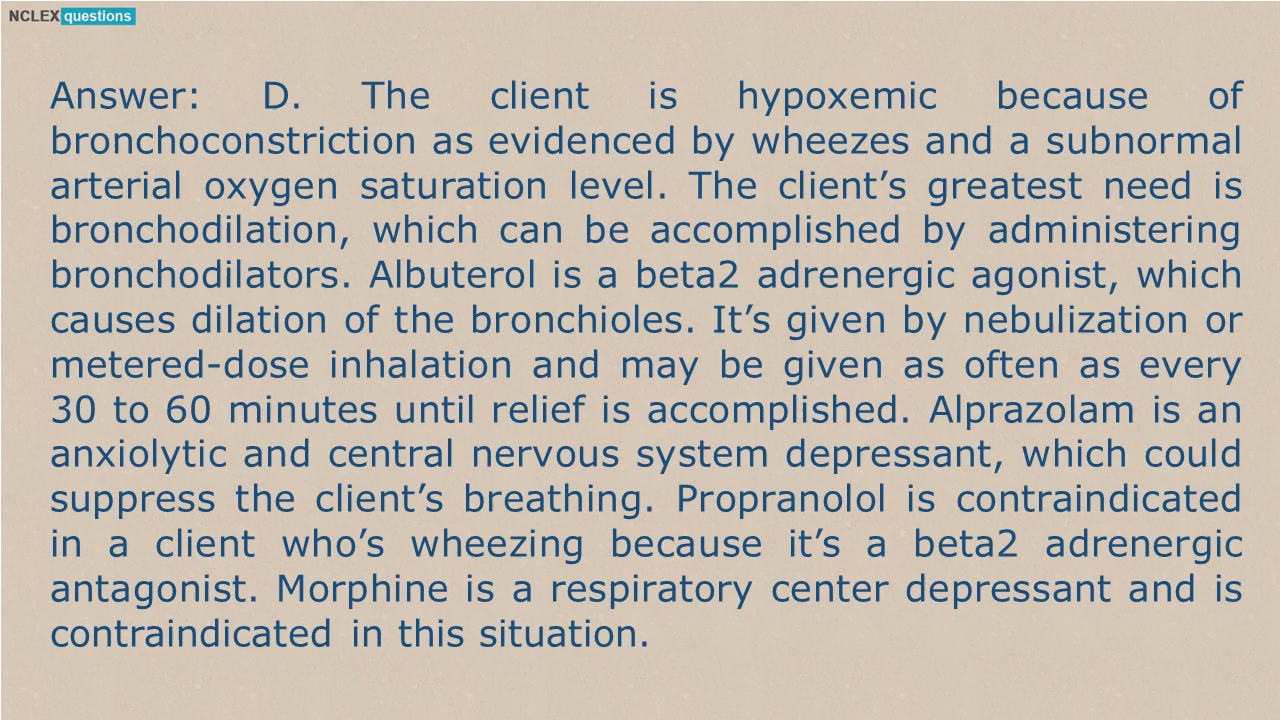 NCLEX questions
Answer: D. The client is hypoxemic because of
bronchoconstriction as evidenced by wheezes and a subnormal
arterial oxygen saturation level. The client’s greatest need is
bronchodilation, which can be accomplished by administering
bronchodilators. Albuterol is a beta2 adrenergic agonist, which
causes dilation of the bronchioles. It’s given by nebulization or
metered-dose inhalation and may be given as often as every
30 to 60 minutes until relief is accomplished. Alprazolam is an
anxiolytic and central nervous system depressant, which could
suppress the client’s breathing. Propranolol is contraindicated
in a client who’s wheezing because it’s a beta2 adrenergic
antagonist. Morphine is a respiratory center depressant and is
contraindicated in this situation.